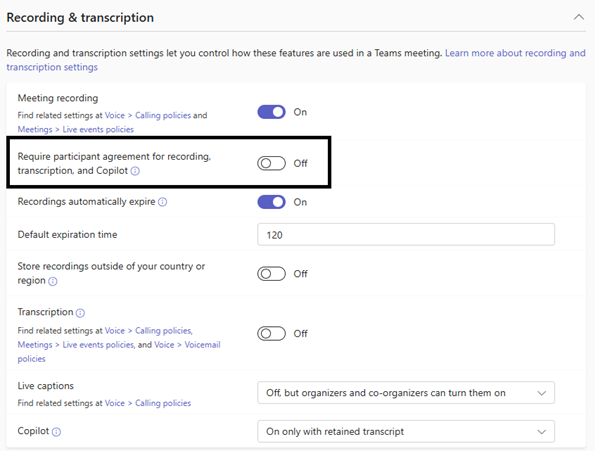 Recording & transcription
Recording and transcription settings let you control how these features are used in a Teams meeting. Learn more about recording and
transcription settings
Meeting recording
Find related settings at Voice > Calling policies and
Meetings > Live events policies
On
Require participant agreement for recording,
transcription, and Copilot
Off
Recordings automatically expire
On
Default expiration time
120
Store recordings outside of your country or
region
Off
Transcription
Find related settings at Voice > Calling policies,
Meetings > Live events policies, and Voice > Voicemail
policies
Off
Live captions
Find related settings at Voice > Calling policies
Off, but organizers and co-organizers can turn them on
Copilot
On only with retained transcript